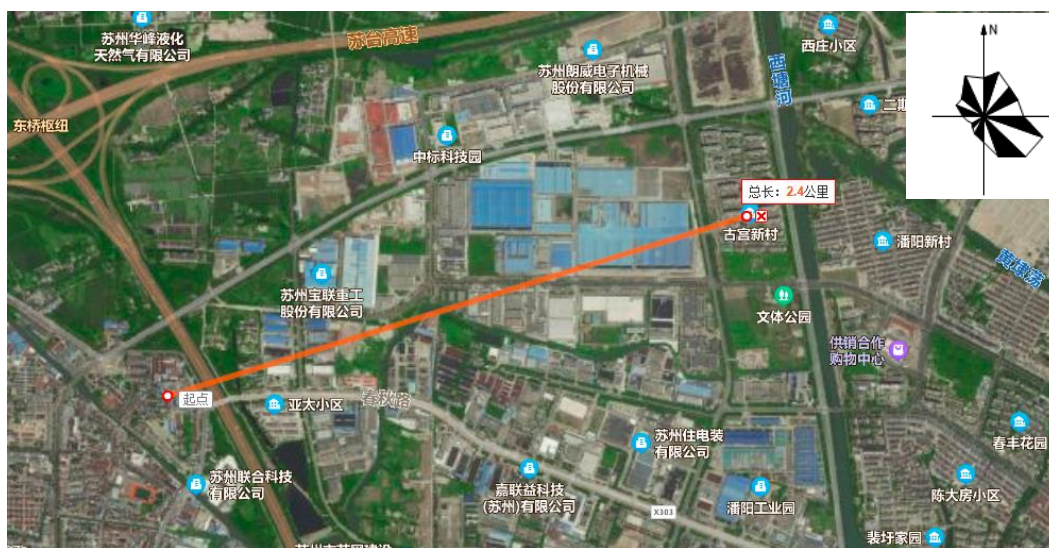 苏州华峰液化
天然气有限公司
苏台高速
苏州朗威电子机械
股份有限公司
西塘河
西庄小区
N
二期
东桥枢纽
中标科技园
总长：2.4公里
古宫新村
潘阳新村
黄埭荡
苏州宝联重工
股份有限公司
文体公园
供销合作
购物中心
起点
亚太小区
春秋路
苏州住电装
有限公司
春丰花园
苏州联合科技
有限公司
嘉联益科技
(苏州)有限公司
潘阳工业园
陈大房小区
X303
裴圩家园